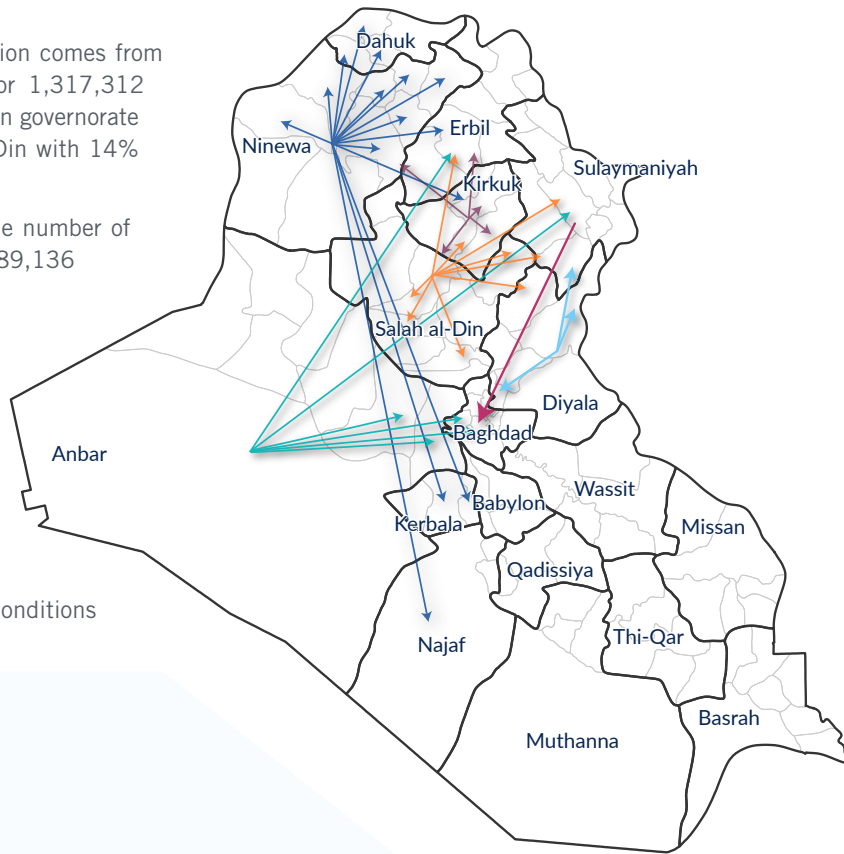 ion comes from
or 1,317,312
n governorate
Din with 14%
e number of
89,136
onditions
Dahuk
Ninewa
Erbil
Kirkuk
Sulaymaniyah
Salah al-Din
Diyala
Baghdad
Anbar
Wassit
Babylon
Kerbala
Missan
Qadissiya
Najaf
Thi-Qar
Basrah
Muthanna